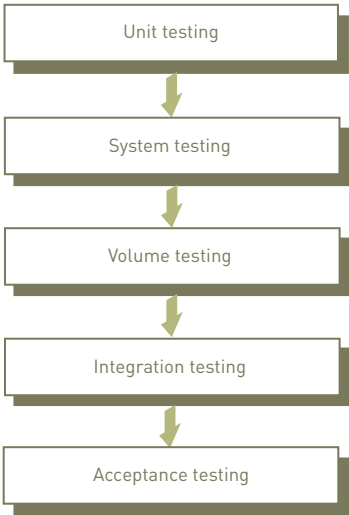 Unit testing
System testing
Volume testing
Integration testing
Acceptance testing